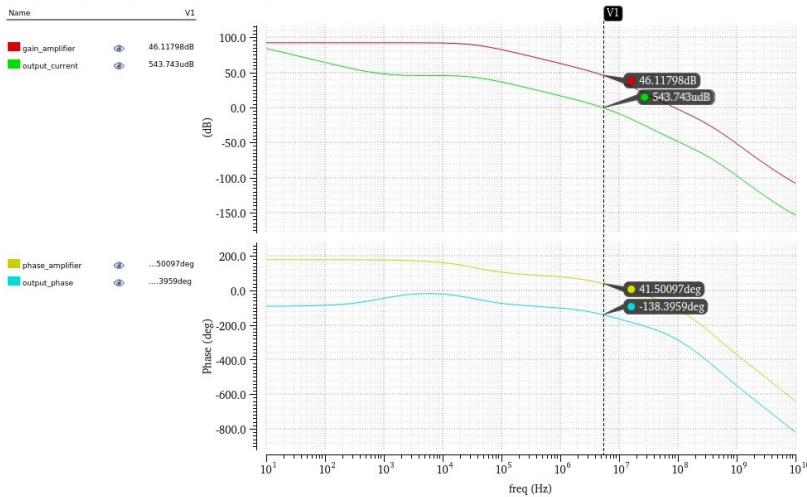 Name V1
gain_amplifier 46.11798dB
output_current 543.743udB
phase_amplifier ...50097deg
output_phase ....3959deg
V1
100.0
50.0
0.0
-50.0
-100.0
-150.0
(dB)
46.11798dB
543.743udB
200.0
0.0
-200.0
-400.0
-600.0
-800.0
Phase (deg)
41.50097deg
-138.3959deg
10¹ 10² 10³ 10⁴ 10⁵ 10⁶ 10⁷ 10⁸ 10⁹ 10¹⁰
freq (Hz)